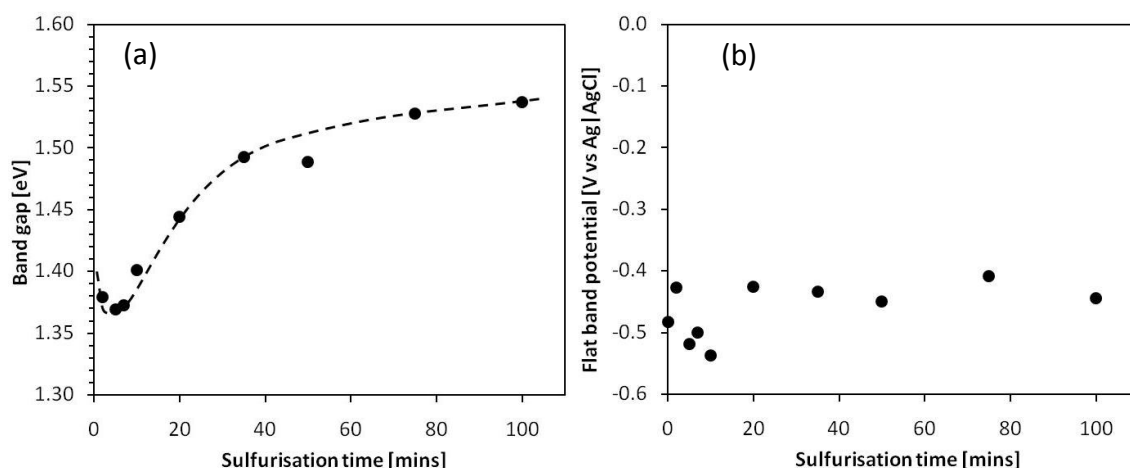 (a)
1.60
1.55
1.50
1.45
1.40
1.35
1.30
Band gap [eV]
0 20 40 60 80 100
Sulfurisation time [mins]
(b)
0.0
-0.1
-0.2
-0.3
-0.4
-0.5
-0.6
Flat band potential [V vs Ag|AgCl]
0 20 40 60 80 100
Sulfurisation time [mins]